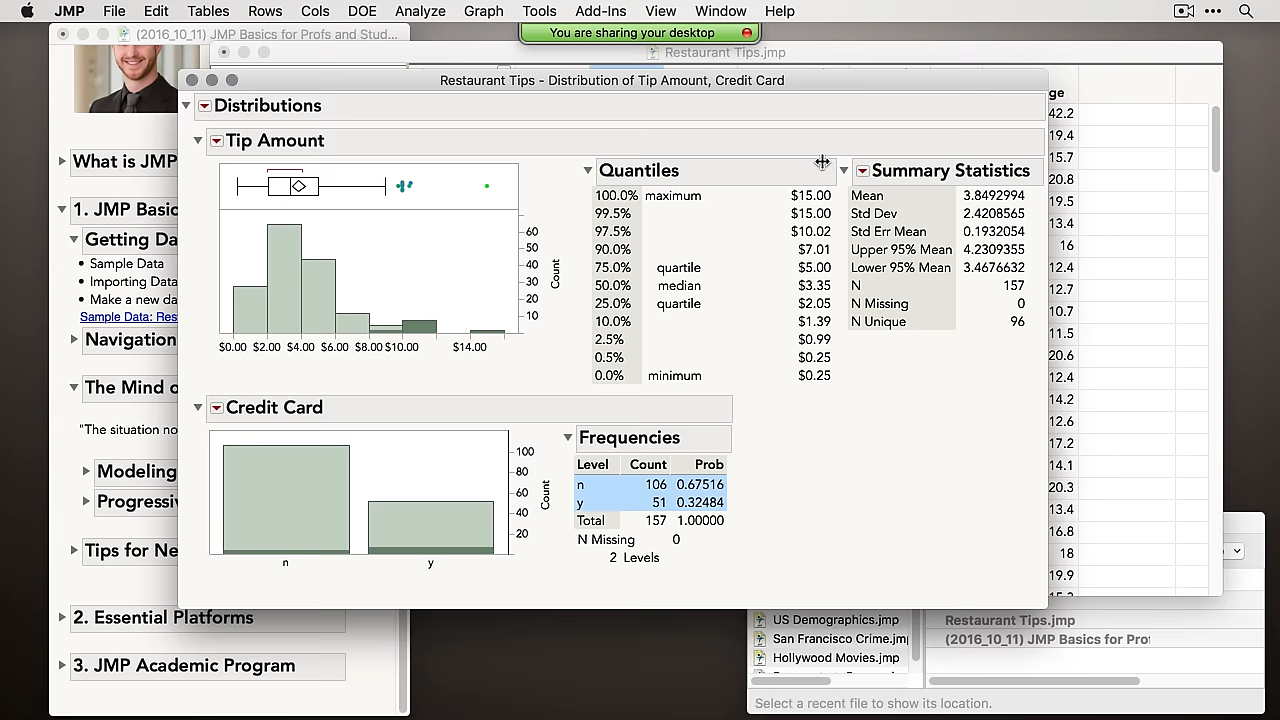 JMP File Edit Tables Rows Cols DOE Analyze Graph Tools Add-Ins View Window Help
(2016_10_11) JMP Basics for Profs and Stud...
You are sharing your desktop
Restaurant Tips.jmp
Restaurant Tips - Distribution of Tip Amount, Credit Card
Distributions
Tip Amount
60
50
40
30
20
10
Count
$0.00 $2.00 $4.00 $8.00 $10.00 $14.00
Quantiles
100.0% maximum $15.00
99.5% $15.00
97.5% $10.02
90.0% $7.01
75.0% quartile $5.00
50.0% median $3.35
25.0% quartile $2.05
10.0% $1.39
2.5% $0.99
0.5% $0.25
0.0% minimum $0.25
Summary Statistics
Mean 3.8492994
Std Dev 2.4208565
Std Err Mean 0.1932054
Upper 95% Mean 4.2309355
Lower 95% Mean 3.4676632
N 157
N Missing 0
N Unique 96
Credit Card
100
80
60
40
20
Count
n y
Frequencies
Level Count Prob
n 106 0.67516
y 51 0.32484
Total 157 1.00000
N Missing 0
2 Levels
What is JMP
1. JMP Basic
Getting Da
• Sample Data
• Importing Data
• Make a new da
Sample Data: Res
Navigation
The Mind o
"The situation no
Modeling
Progressiv
Tips for Ne
2. Essential Platforms
3. JMP Academic Program
ge
42.2
19.4
15.7
20.8
19.5
13.4
16
12.4
12.7
10.7
11.5
20.6
12.4
14.2
12.6
17.2
14.1
20.3
13.4
16.8
18
19.9
US Demographics.jmp
San Francisco Crime.jmp
Hollywood Movies.jmp
Restaurant Tips.jmp
(2016_10_11) JMP Basics for Prof
Select a recent file to show its location.